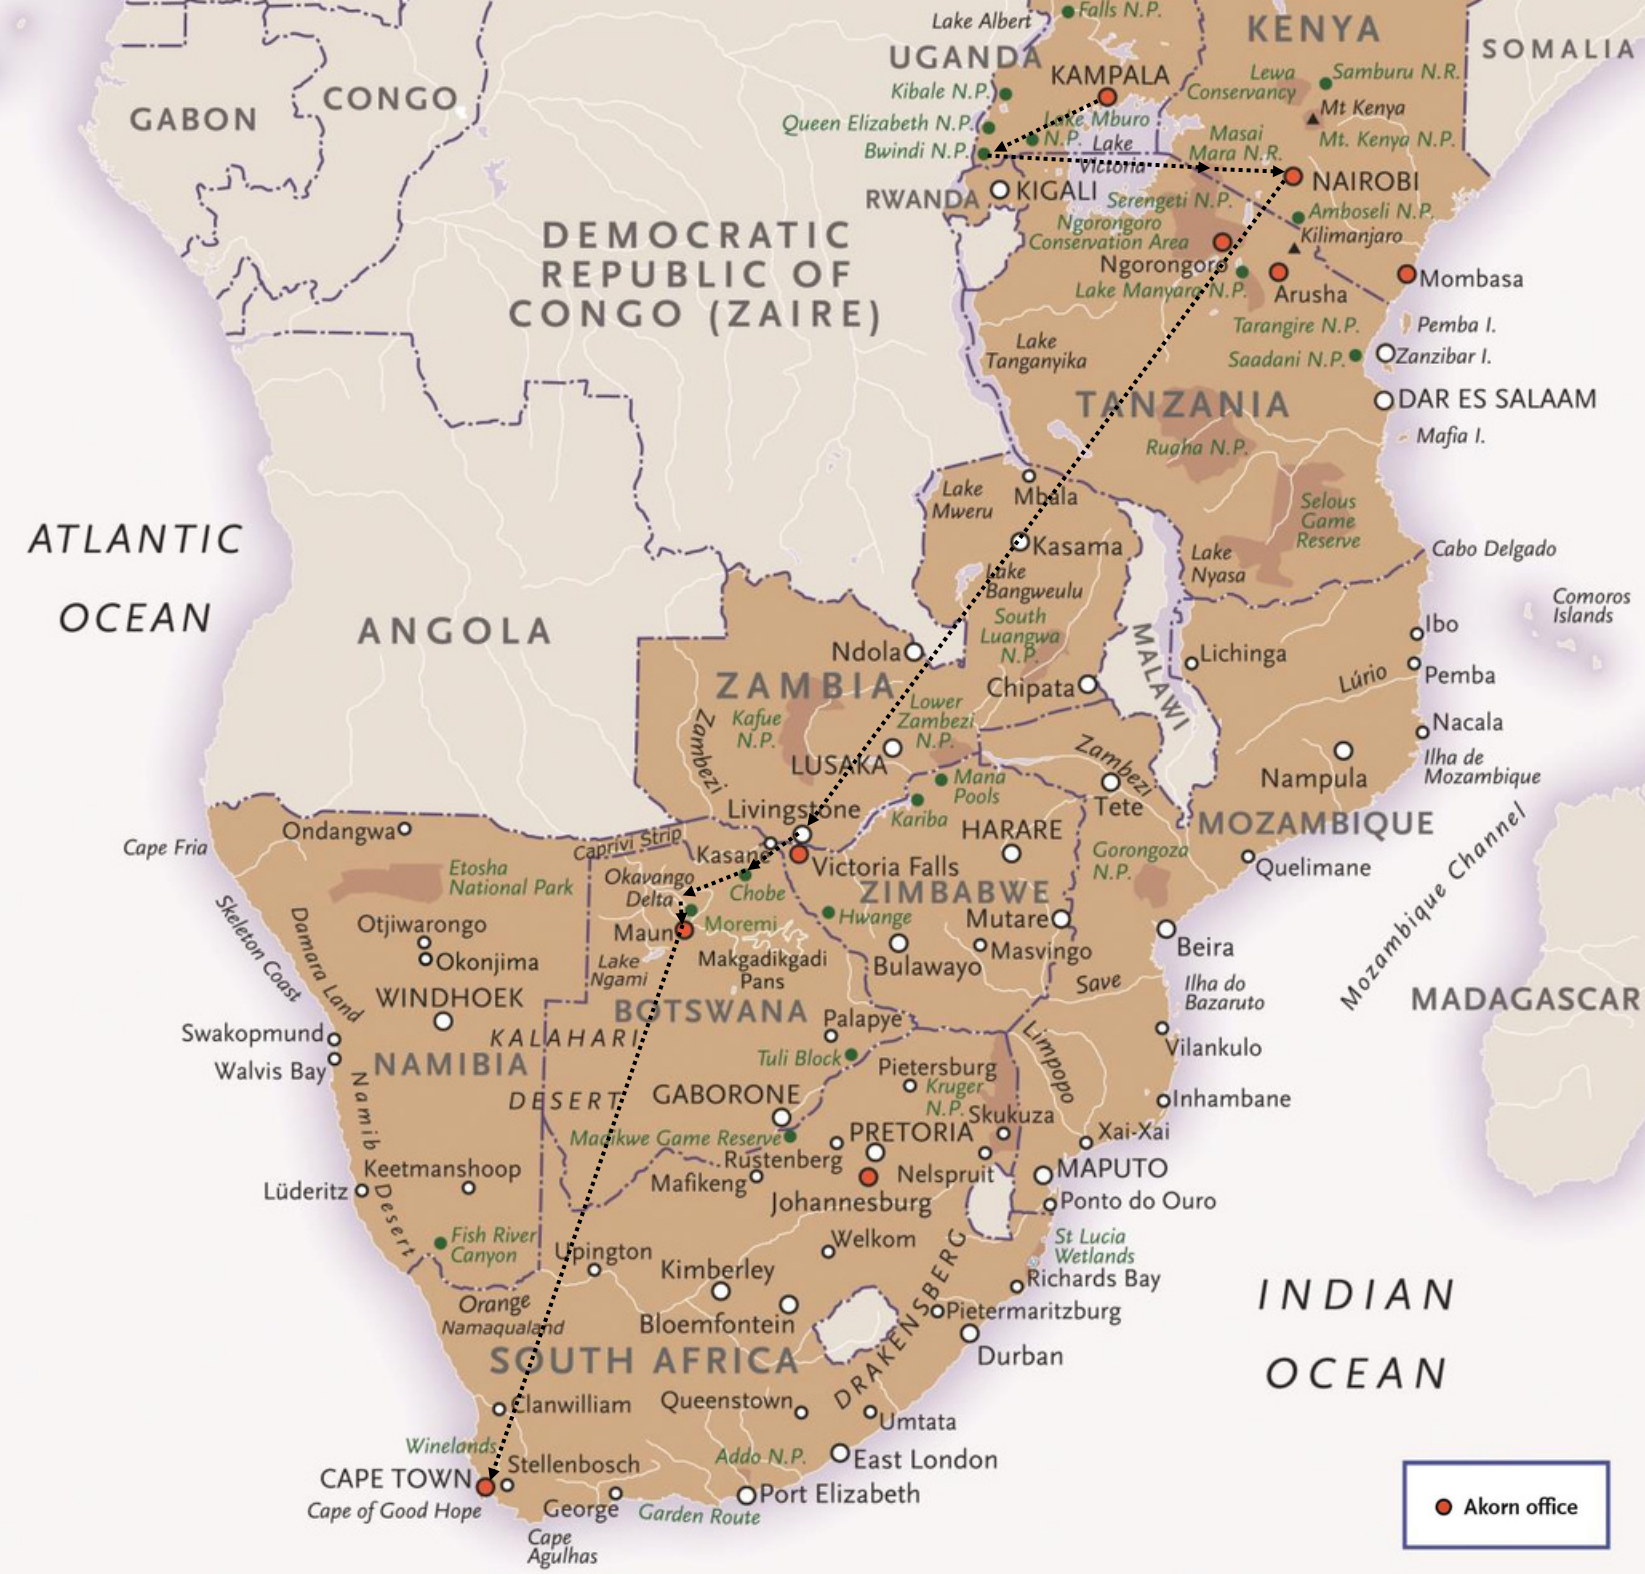 Lake Albert
Falls N.P.
KENYA
SOMALIA
UGANDA
KAMPALA
Lewa
Conservancy
Samburu N.R.
Kibale N.P.
Mt Kenya
GABON
CONGO
Queen Elizabeth N.P.
Lake Mburo
N.P.
Masai
Mara N.R.
Mt. Kenya N.P.
Bwindi N.P.
Lake
Victoria
RWANDA
KIGALI
NAIROBI
Serengeti N.P.
Amboseli N.P.
Ngorongoro
Conservation Area
Kilimanjaro
DEMOCRATIC
REPUBLIC OF
CONGO (ZAIRE)
Ngorongoro
Mombasa
Lake Manyara N.P.
Arusha
Tarangire N.P.
Pemba I.
Lake
Tanganyika
Saadani N.P.
Zanzibar I.
TANZANIA
DAR ES SALAAM
Mafia I.
Ruaha N.P.
Lake
Mweru
Mbala
Selous
Game
Reserve
ATLANTIC
OCEAN
Kasama
Lake
Nyasa
Cabo Delgado
Lake
Bangweulu
Comoros
Islands
ANGOLA
South
Luangwa
N.P.
MALAWI
Ibo
Ndola
Lichinga
ZAMBIA
Chipata
Lúrio
Pemba
Kafue
N.P.
Zambezi
Lower
Zambezi
N.P.
Nacala
LUSAKA
Zambezi
Nampula
Ilha de
Mozambique
Mana
Pools
Tete
Livingstone
Kariba
HARARE
MOZAMBIQUE
Mozambique Channel
Cape Fria
Ondangwa
Caprivi Strip
Kasane
Victoria Falls
Gorongoza
N.P.
Quelimane
Etosha
National Park
Okavango
Delta
Chobe
ZIMBABWE
Skeleton Coast
Damara Land
Otjiwarongo
Maun
Moremi
Hwange
Mutare
Okonjima
Lake
Ngami
Makgadikgadi
Pans
Bulawayo
Masvingo
Beira
WINDHOEK
BOTSWANA
Save
Ilha do
Bazaruto
MADAGASCAR
Swakopmund
KALAHARI
DESERT
Palapye
Limpopo
Vilankulo
Walvis Bay
NAMIBIA
Tuli Block
Pietersburg
Namib
Desert
GABORONE
Kruger
N.P.
Skukuza
Inhambane
Madikwe Game Reserve
PRETORIA
Xai-Xai
Keetmanshoop
Rustenberg
Nelspruit
MAPUTO
Lüderitz
Mafikeng
Johannesburg
Ponto do Ouro
Fish River
Canyon
Upington
Welkom
St Lucia
Wetlands
Kimberley
DRAKENSBERG
Richards Bay
INDIAN
OCEAN
Orange
Namaqualand
Bloemfontein
Pietermaritzburg
SOUTH AFRICA
Durban
Clanwilliam
Queenstown
Umtata
Winelands
Addo N.P.
East London
CAPE TOWN
Stellenbosch
Cape of Good Hope
George
Garden Route
Port Elizabeth
Cape
Agulhas
Akorn office